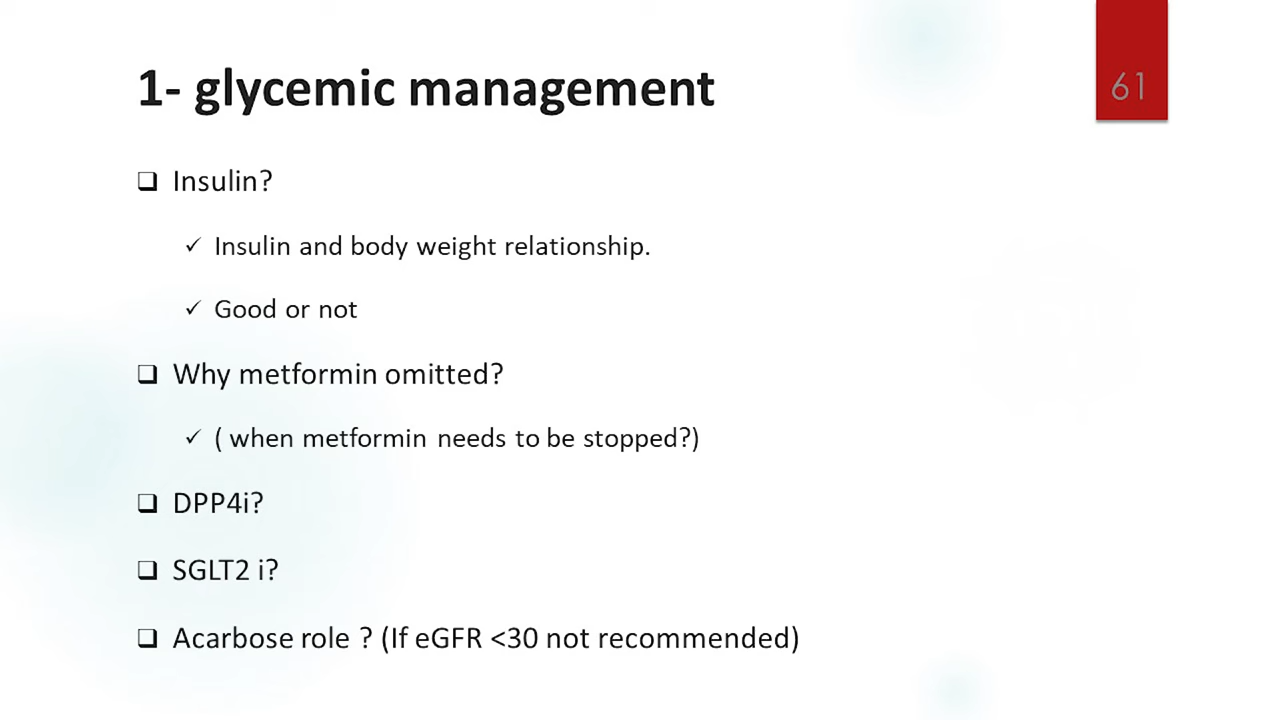 1- glycemic management
61
❑ Insulin?
✓ Insulin and body weight relationship.
✓ Good or not
❑ Why metformin omitted?
✓ ( when metformin needs to be stopped?)
❑ DPP4i?
❑ SGLT2 i?
❑ Acarbose role ? (If eGFR <30 not recommended)